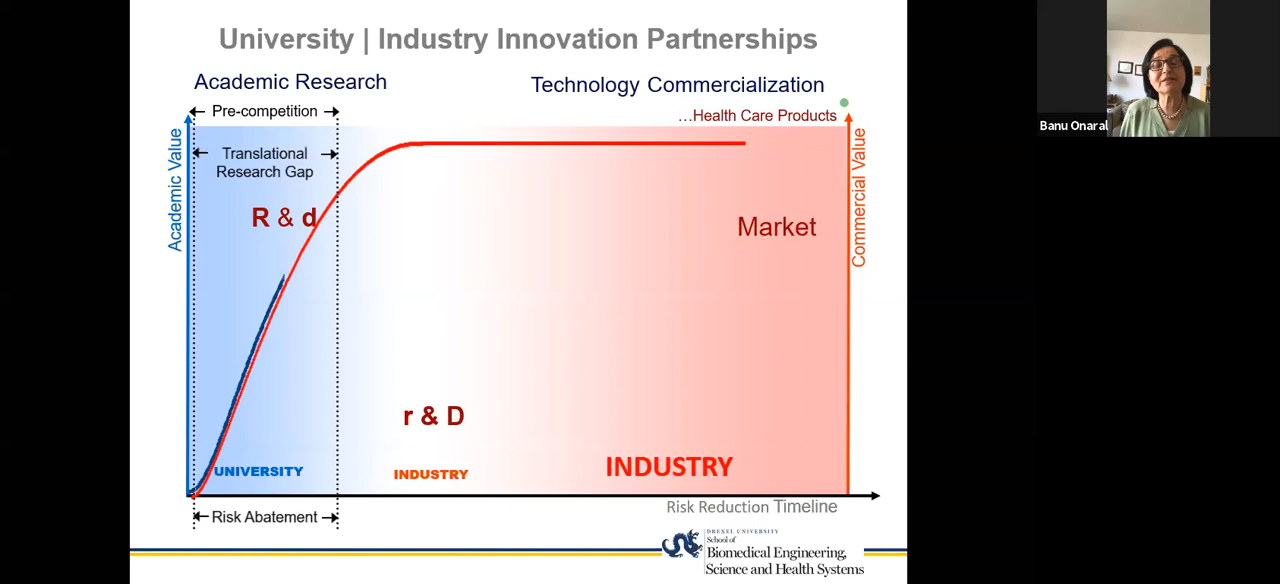 University | Industry Innovation Partnerships
Academic Research
Technology Commercialization
Pre-competition
...Health Care Products
Academic Value
Translational
Research Gap
Commercial Value
R & d
Market
r & D
UNIVERSITY
INDUSTRY
INDUSTRY
Risk Reduction Timeline
Risk Abatement
DREXEL UNIVERSITY
School of
Biomedical Engineering,
Science and Health Systems
Banu Onaral